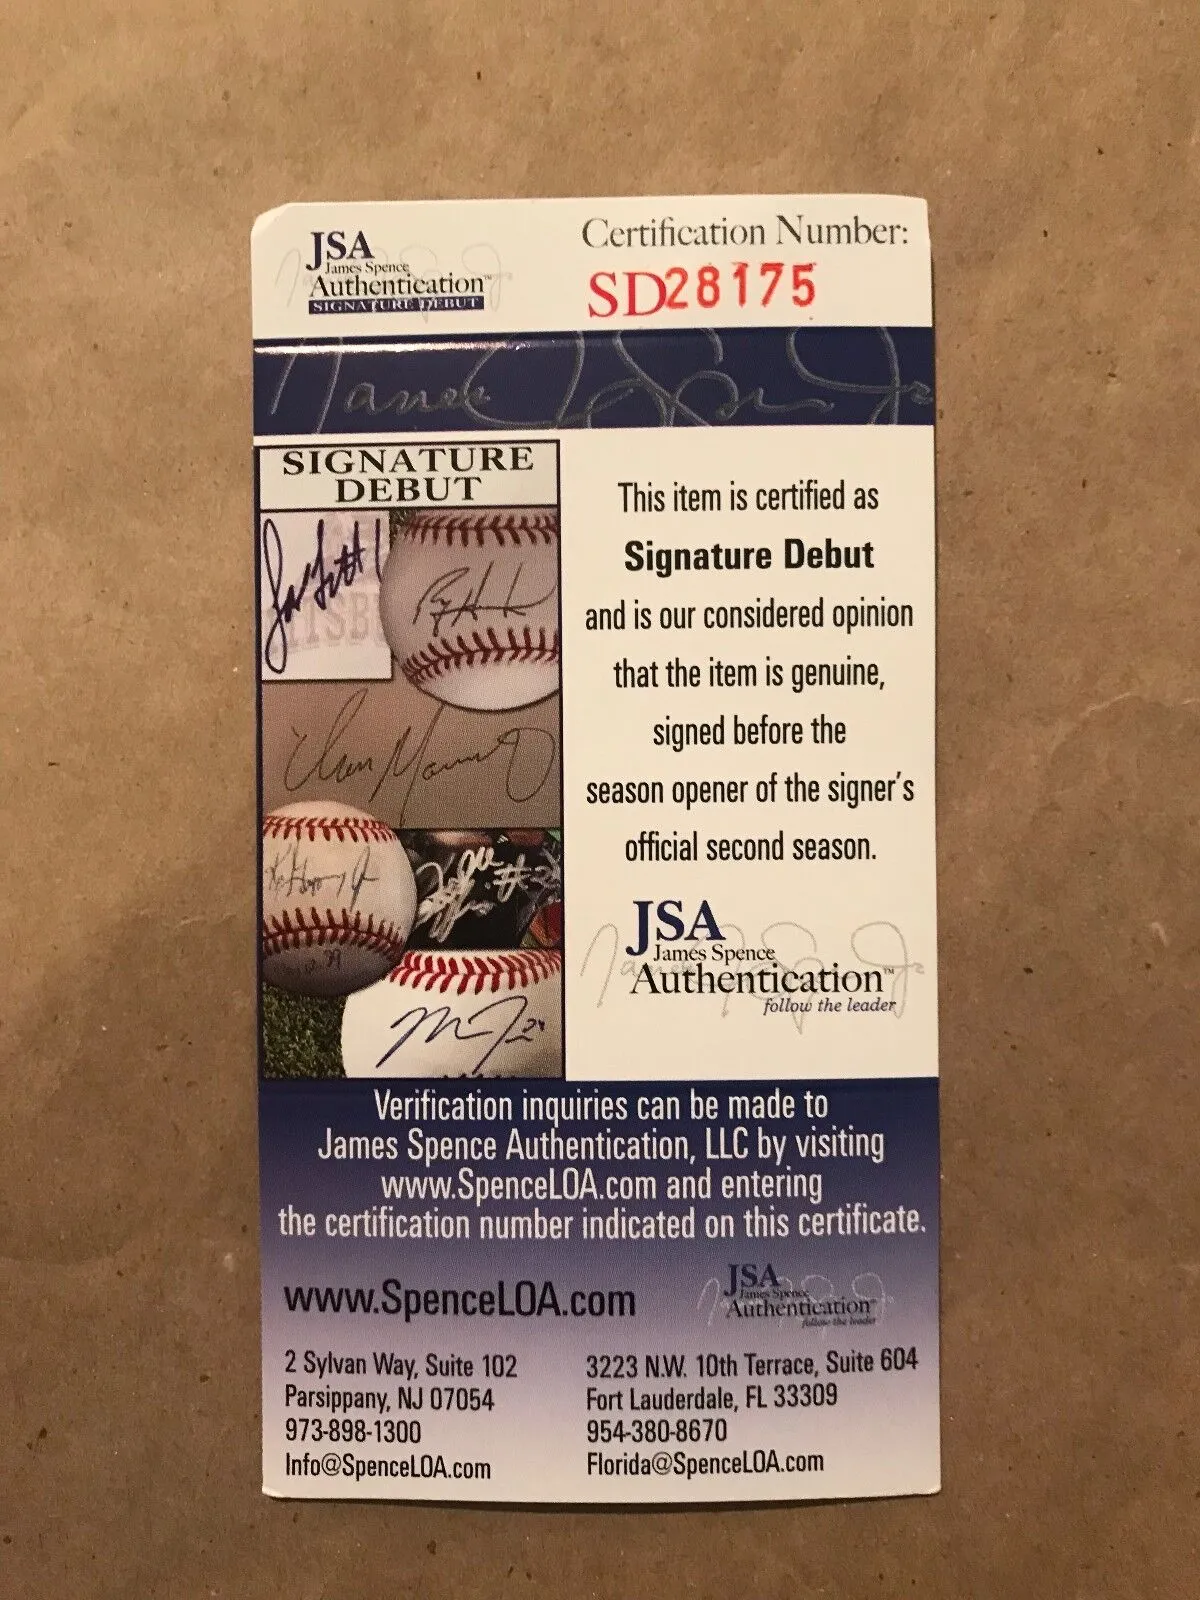 JSA
James Spence
Authentication™
SIGNATURE DEBUT
Certification Number:
SD28175
SIGNATURE
DEBUT
This item is certified as
Signature Debut
and is our considered opinion
that the item is genuine,
signed before the
season opener of the signer's
official second season.
JSA
James Spence
Authentication™
follow the leader
Verification inquiries can be made to
James Spence Authentication, LLC by visiting
www.SpenceLOA.com and entering
the certification number indicated on this certificate.
www.SpenceLOA.com
JSA
James Spence
Authentication™
follow the leader
2 Sylvan Way, Suite 102
Parsippany, NJ 07054
973-898-1300
Info@SpenceLOA.com
3223 N.W. 10th Terrace, Suite 604
Fort Lauderdale, FL 33309
954-380-8670
Florida@SpenceLOA.com